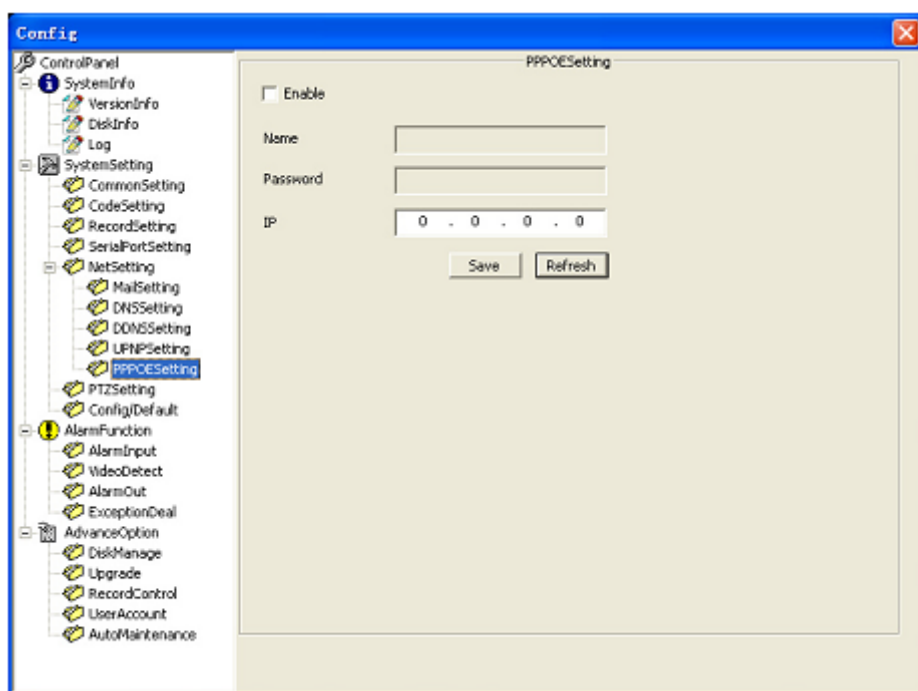 Config
ControlPanel
SystemInfo
VersionInfo
DiskInfo
Log
SystemSetting
CommonSetting
CodeSetting
RecordSetting
SerialPortSetting
NetSetting
MailSetting
DNSSetting
DDNSSetting
UPNPSetting
PPPOESetting
PTZSetting
Config/Default
AlarmFunction
AlarmInput
VideoDetect
AlarmOut
ExceptionDeal
AdvanceOption
DiskManage
Upgrade
RecordControl
UserAccount
AutoMaintenance
PPPOESetting
Enable
Name
Password
IP 0 . 0 . 0 . 0
Save Refresh